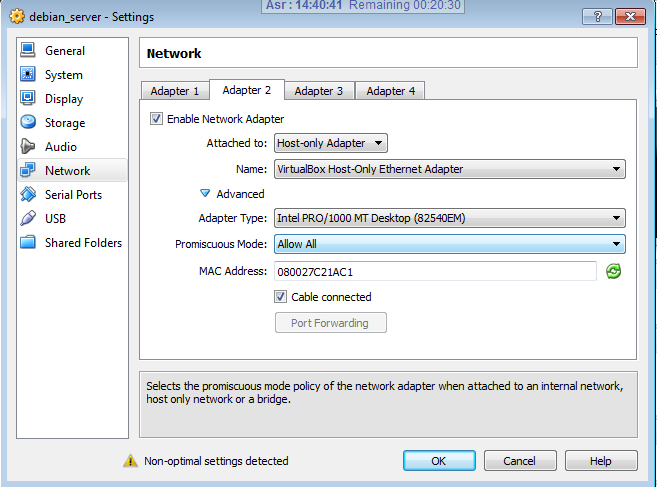 Asr : 14:40:41 Remaining 00:20:30
debian_server - Settings
General
System
Display
Storage
Audio
Network
Serial Ports
USB
Shared Folders
Network
Adapter 1 Adapter 2 Adapter 3 Adapter 4
Enable Network Adapter
Attached to: Host-only Adapter
Name: VirtualBox Host-Only Ethernet Adapter
Advanced
Adapter Type: Intel PRO/1000 MT Desktop (82540EM)
Promiscuous Mode: Allow All
MAC Address: 080027C21AC1
Cable connected
Port Forwarding
Selects the promiscuous mode policy of the network adapter when attached to an internal network,
host only network or a bridge.
Non-optimal settings detected
OK Cancel Help